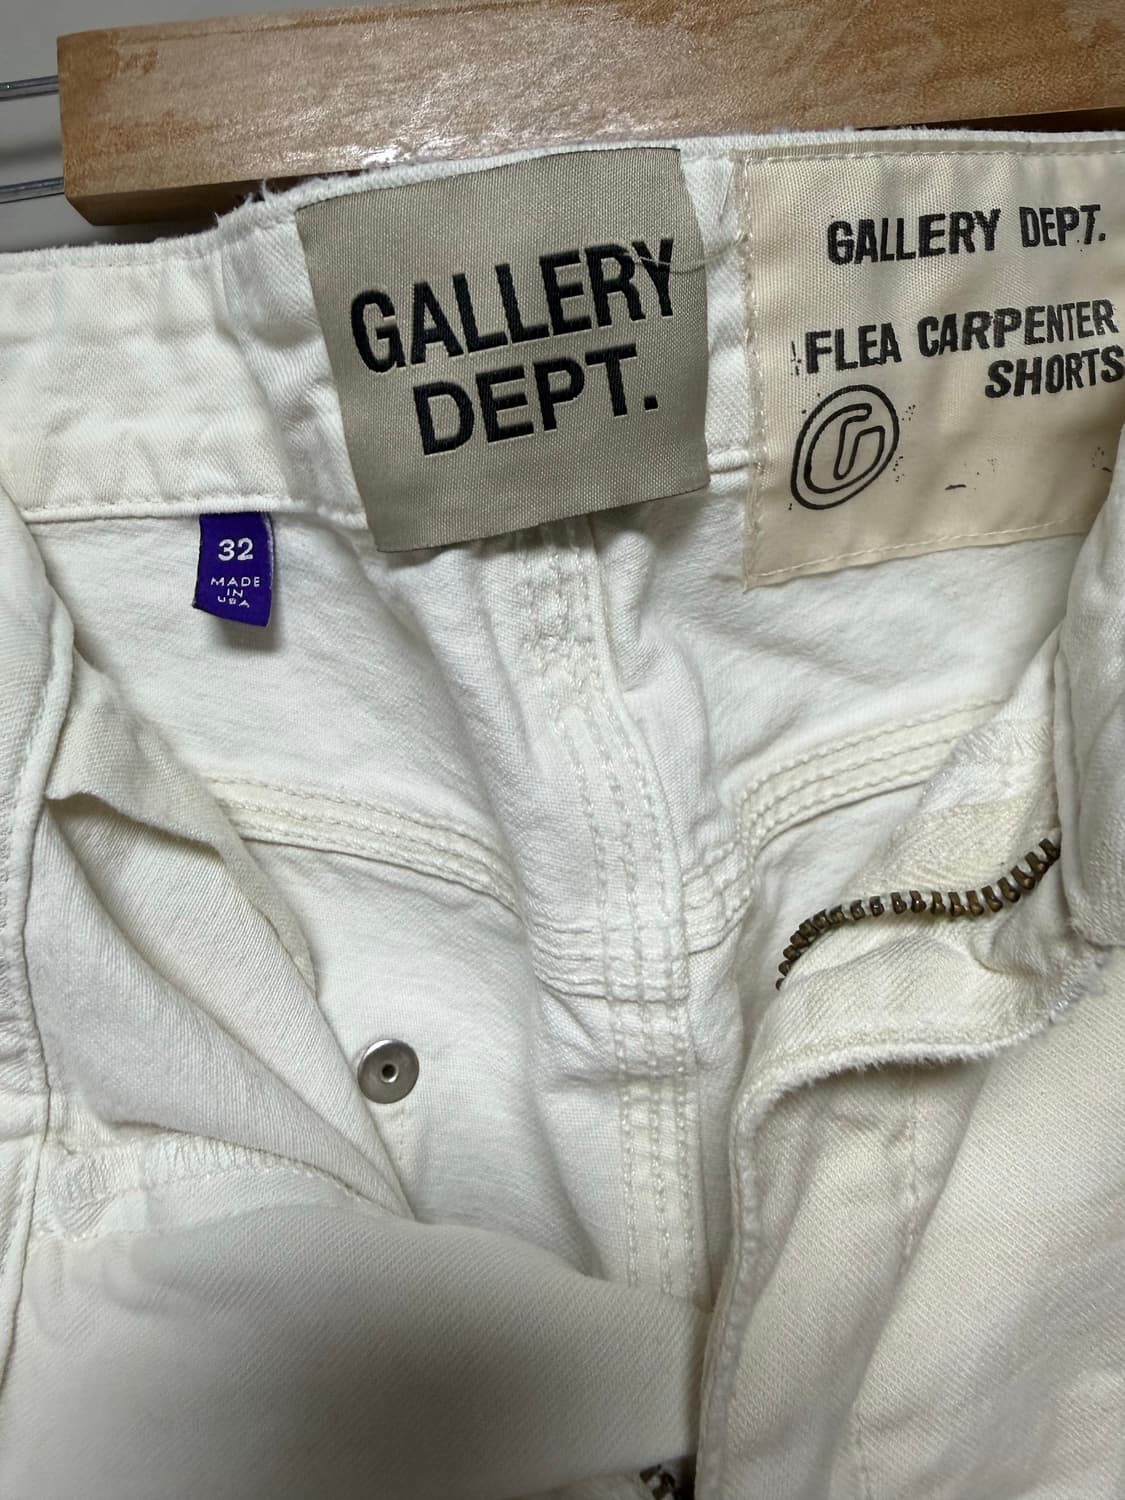 GALLERY
DEPT.
GALLERY DEPT.
FLEA CARPENTER
SHORTS
G
32
MADE
IN
USA